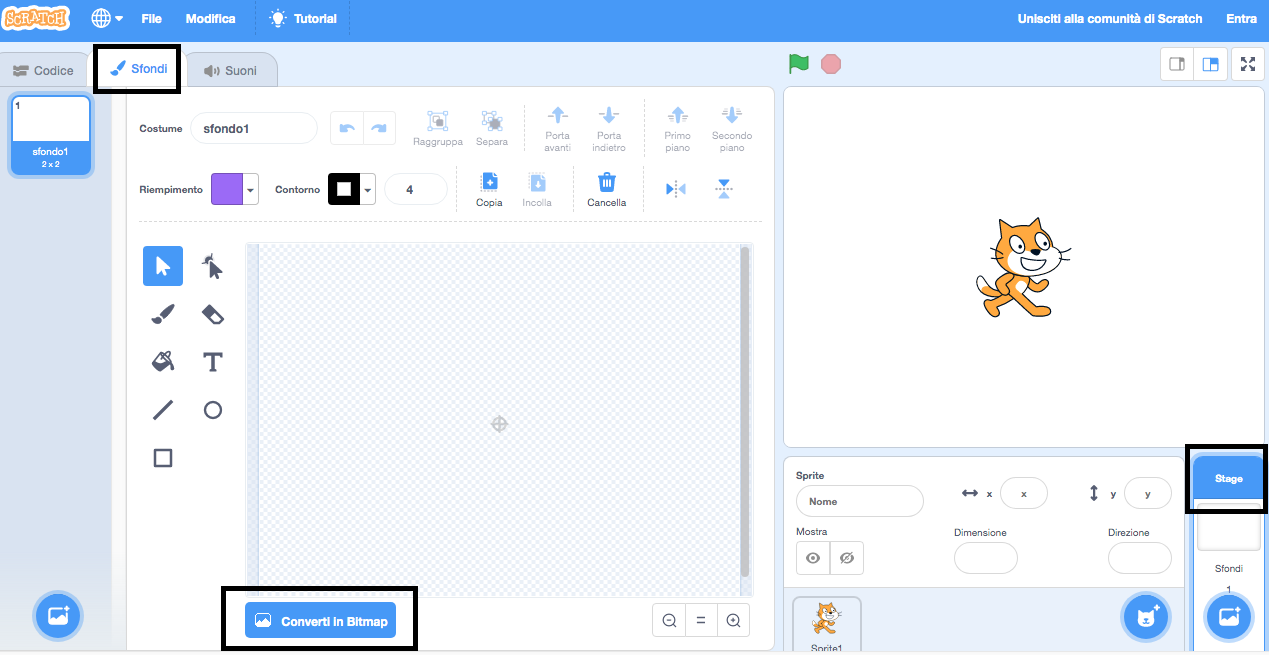 SCRATCH File Modifica Tutorial Unisciti alla comunità di Scratch Entra
Codice Sfondi Suoni
1
sfondo1
2 x 2
Costume sfondo1 Raggruppa Separa Porta avanti Porta indietro Primo piano Secondo piano
Riempimento Contorno 4 Copia Incolla Cancella
Converti in Bitmap
Sprite
Nome x x y y
Mostra Dimensione Direzione
Sprite1
Stage
Sfondi
1